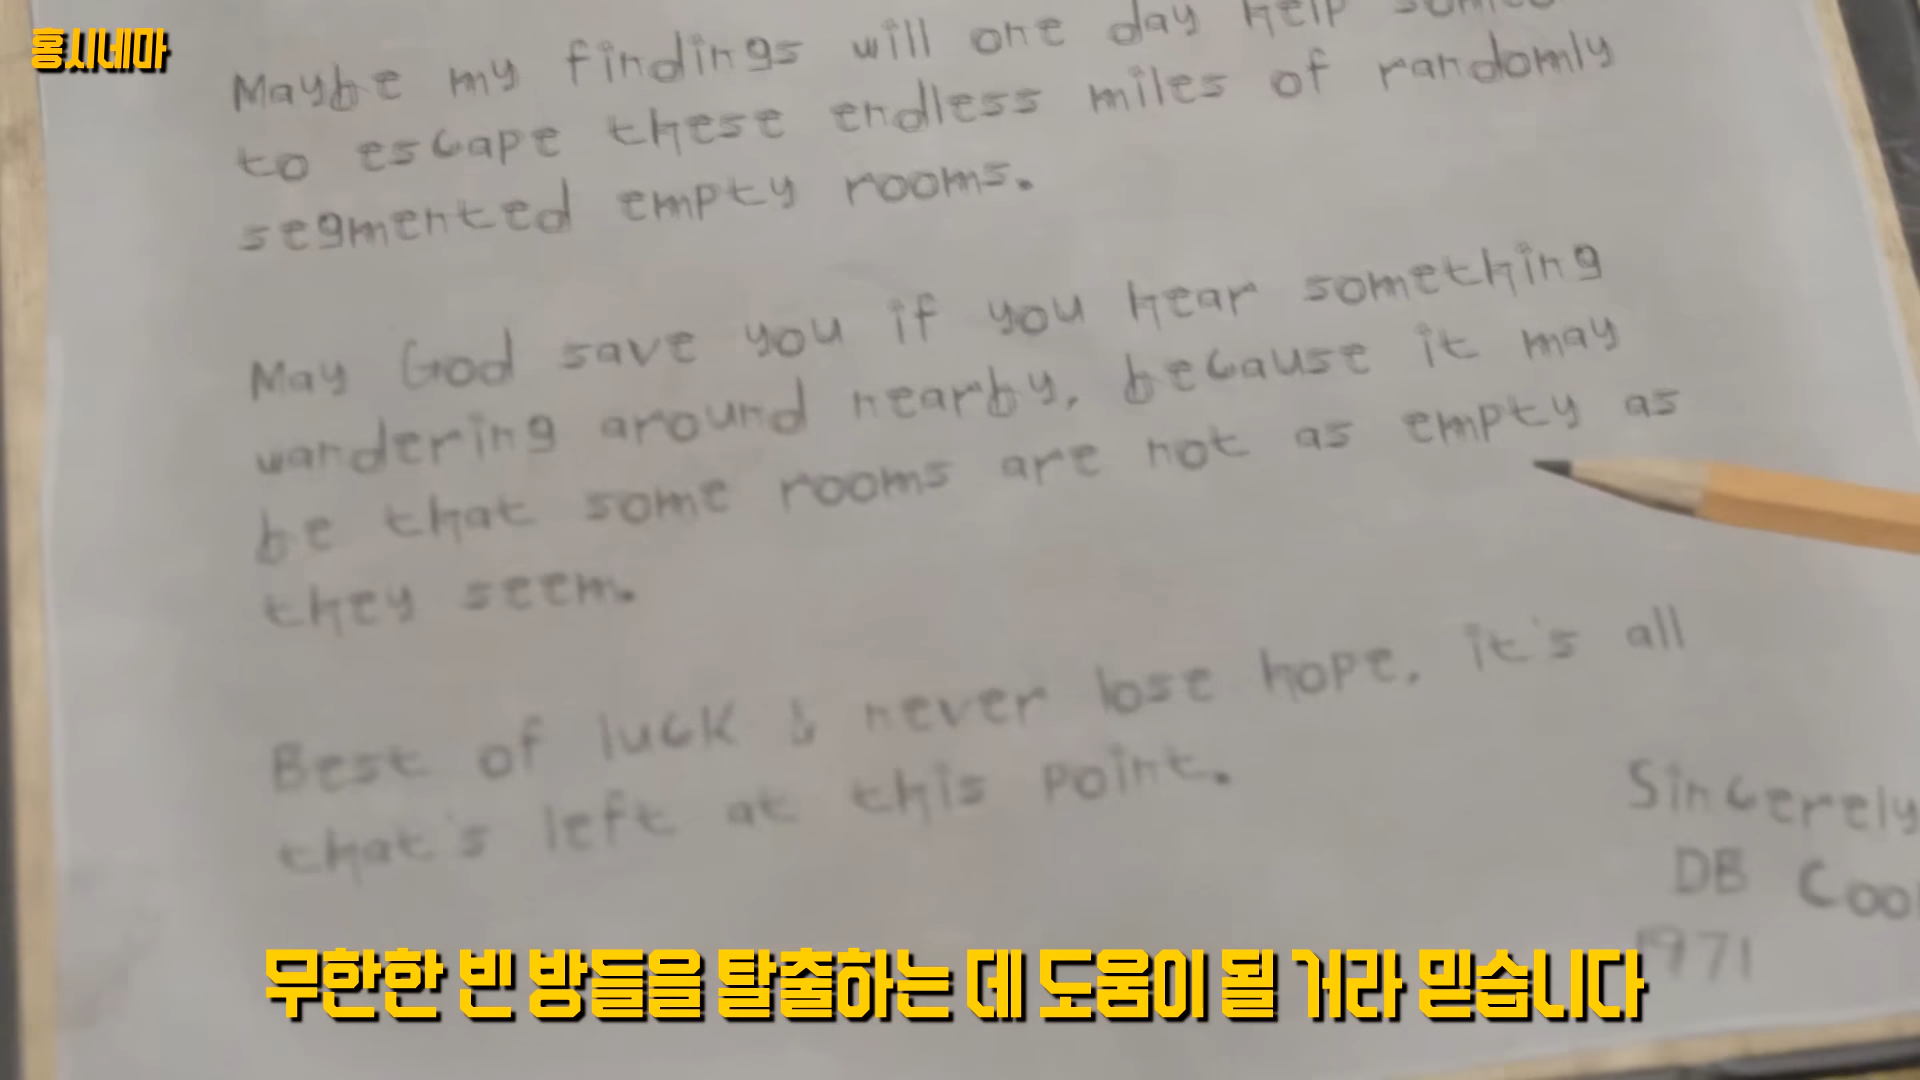 홍시네마
Maybe my findings will one day help
to escape these endless miles of randomly
segmented empty rooms.
May God save you if you hear something
wandering around nearby, because it may
be that some rooms are not as empty as
they seem.
Best of luck & never lose hope, it's all
that's left at this point.
Sincerely
DB
1971
무한한 빈 방들을 탈출하는 데 도움이 될 거라 믿습니다